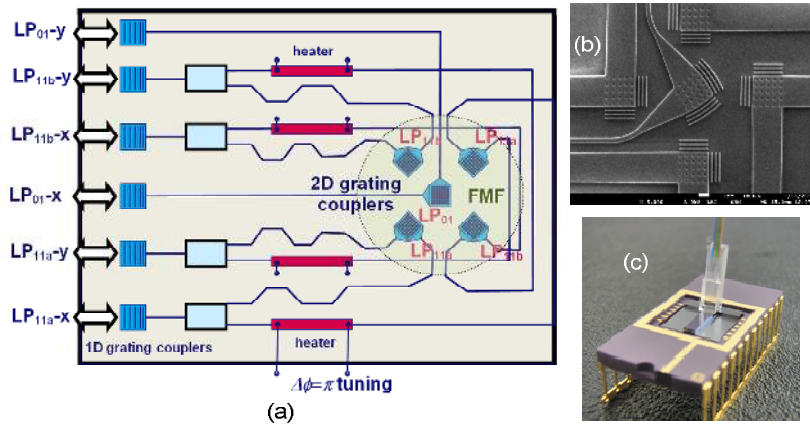 LP01-y
heater
LP11b-y
LP11b-x
LP11b
LP11a
LP01-x
2D grating
couplers
FMF
LP01
LP11a-y
LP11a
LP11b
LP11a-x
1D grating couplers
heater
Δϕ=π tuning
(a)
(b)
(c)